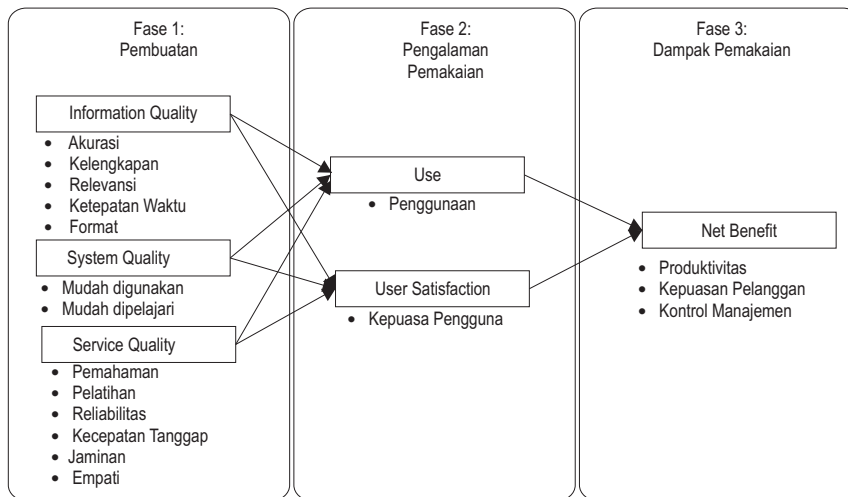 Fase 1:
Pembuatan
Information Quality
• Akurasi
• Kelengkapan
• Relevansi
• Ketepatan Waktu
• Format
System Quality
• Mudah digunakan
• Mudah dipelajari
Service Quality
• Pemahaman
• Pelatihan
• Reliabilitas
• Kecepatan Tanggap
• Jaminan
• Empati
Fase 2:
Pengalaman
Pemakaian
Use
• Penggunaan
User Satisfaction
• Kepuasa Pengguna
Fase 3:
Dampak Pemakaian
Net Benefit
• Produktivitas
• Kepuasan Pelanggan
• Kontrol Manajemen